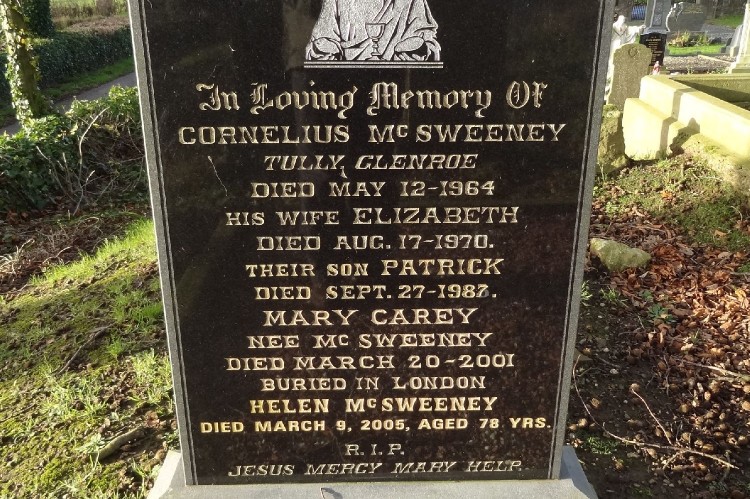 In Loving Memory Of
CORNELIUS McSWEENEY
TULLY, GLENROE
DIED MAY 12-1964
HIS WIFE ELIZABETH
DIED AUG. 17-1970.
THEIR SON PATRICK
DIED SEPT. 27-1983.
MARY CAREY
NEE McSWEENEY
DIED MARCH 20-2001
BURIED IN LONDON
HELEN McSWEENEY
DIED MARCH 9, 2005, AGED 78 YRS.
R.I.P.
JESUS MERCY MARY HELP.